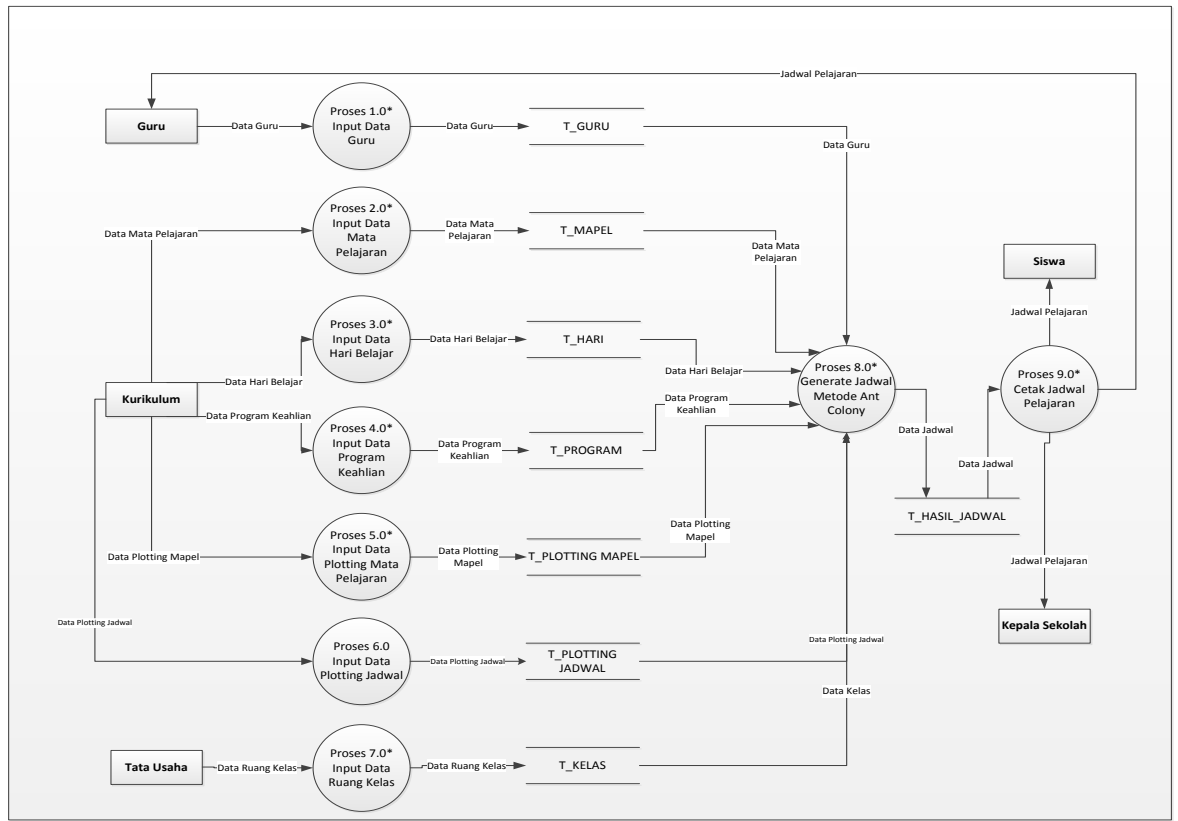 Jadwal Pelajaran
Guru
Data Guru
Proses 1.0*
Input Data
Guru
Data Guru
T_GURU
Data Guru
Data Mata Pelajaran
Proses 2.0*
Input Data
Mata
Pelajaran
Data Mata
Pelajaran
T_MAPEL
Data Mata
Pelajaran
Siswa
Jadwal Pelajaran
Kurikulum
Data Hari Belajar
Proses 3.0*
Input Data
Hari Belajar
Data Hari Belajar
T_HARI
Data Hari Belajar
Data Program Keahlian
Proses 4.0*
Input Data
Program
Keahlian
Data Program
Keahlian
T_PROGRAM
Data Program
Keahlian
Proses 8.0*
Generate Jadwal
Metode Ant
Colony
Data Jadwal
T_HASIL_JADWAL
Data Jadwal
Proses 9.0*
Cetak Jadwal
Pelajaran
Jadwal Pelajaran
Kepala Sekolah
Data Plotting Mapel
Proses 5.0*
Input Data
Plotting Mata
Pelajaran
Data Plotting
Mapel
T_PLOTTING MAPEL
Data Plotting
Mapel
Data Plotting Jadwal
Proses 6.0
Input Data
Plotting Jadwal
Data Plotting Jadwal
T_PLOTTING
JADWAL
Data Plotting Jadwal
Tata Usaha
Data Ruang Kelas
Proses 7.0*
Input Data
Ruang Kelas
Data Ruang Kelas
T_KELAS
Data Kelas